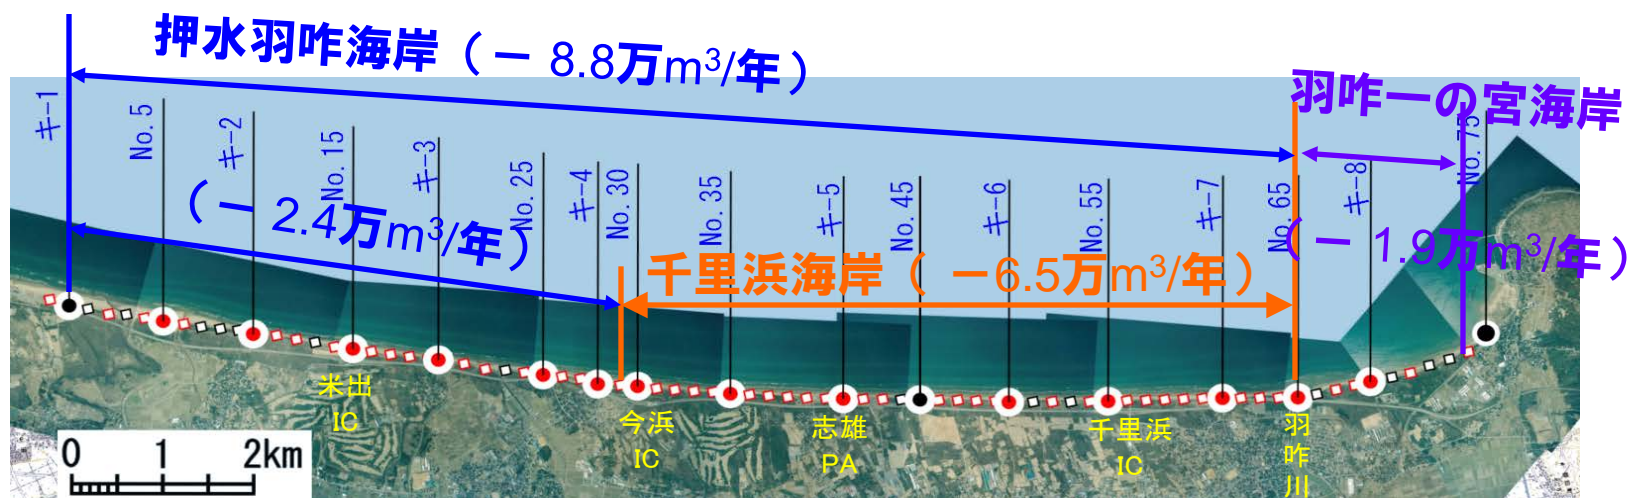 押水羽咋海岸（－8.8万m³/年）
羽咋一の宮海岸
キ-1
No. 5
キ-2
No. 15
キ-3
No. 25
キ-4
No. 30
No. 35
キ-5
No. 45
キ-6
No. 55
キ-7
No. 65
キ-8
No. 75
（－2.4万m³/年）
千里浜海岸（ －6.5万m³/年）
（－1.9万m³/年）
米出
IC
今浜
IC
志雄
PA
千里浜
IC
羽咋川
0 1 2km